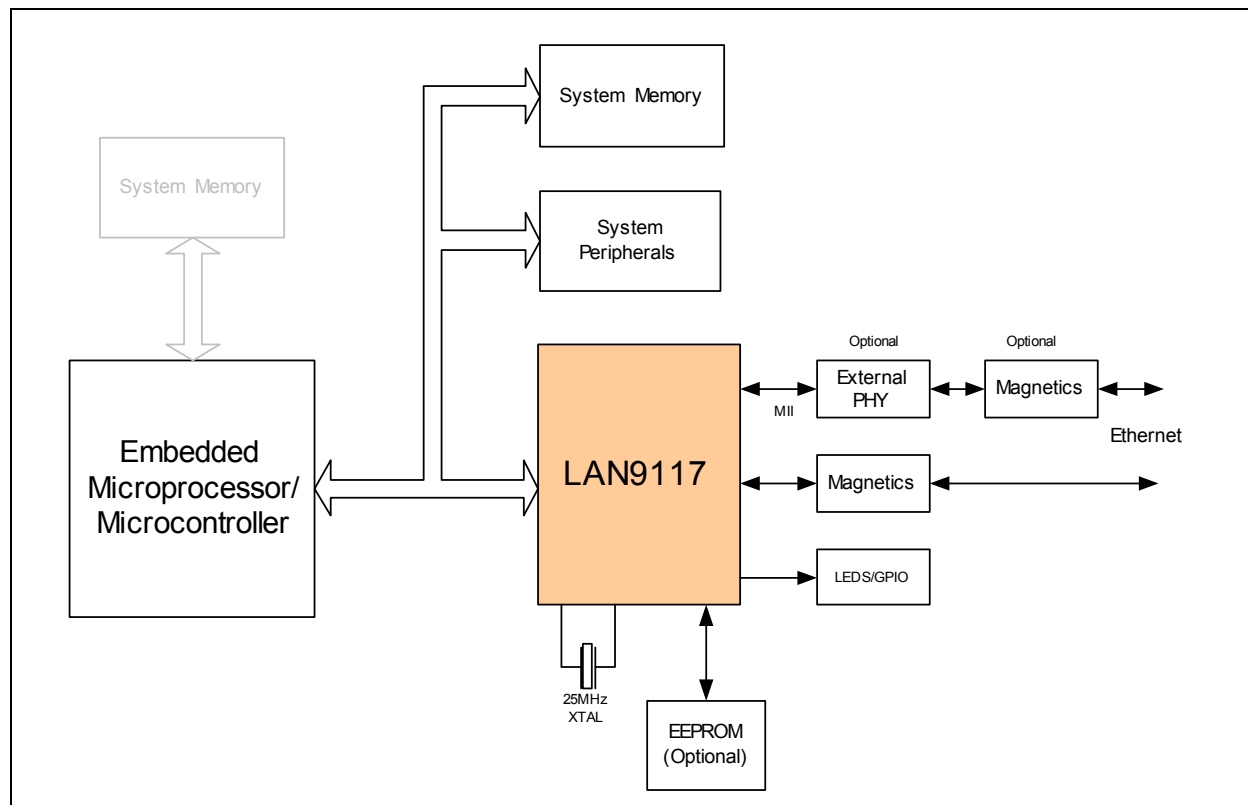 System Memory
System Memory
System
Peripherals
Optional
Optional
External
PHY
Magnetics
MII
Ethernet
Embedded
Microprocessor/
Microcontroller
LAN9117
Magnetics
LEDS/GPIO
25MHz
XTAL
EEPROM
(Optional)